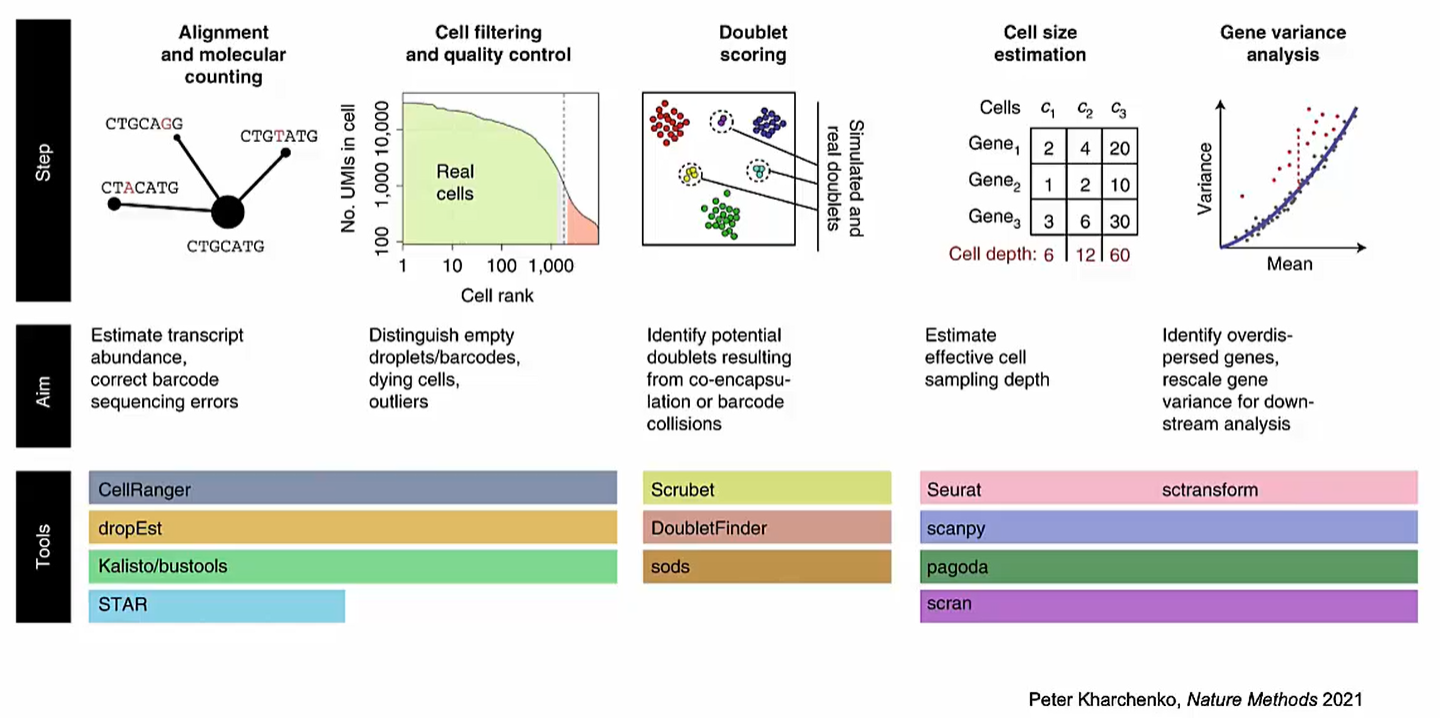 Step
Alignment
and molecular
counting
CTGCAGG
CTGTATG
CTACATG
CTGCATG
Cell filtering
and quality control
No. UMIs in cell
10,000
1,000
100
Real
cells
1 10 100 1,000
Cell rank
Doublet
scoring
Simulated and
real doublets
Cell size
estimation
Cells c1 c2 c3
Gene1 2 4 20
Gene2 1 2 10
Gene3 3 6 30
Cell depth: 6 12 60
Gene variance
analysis
Variance
Mean
Aim
Estimate transcript
abundance,
correct barcode
sequencing errors
Distinguish empty
droplets/barcodes,
dying cells,
outliers
Identify potential
doublets resulting
from co-encapsu-
lation or barcode
collisions
Estimate
effective cell
sampling depth
Identify overdis-
persed genes,
rescale gene
variance for down-
stream analysis
Tools
CellRanger
dropEst
Kalisto/bustools
STAR
Scrubet
DoubletFinder
sods
Seurat sctransform
scanpy
pagoda
scran
Peter Kharchenko, Nature Methods 2021